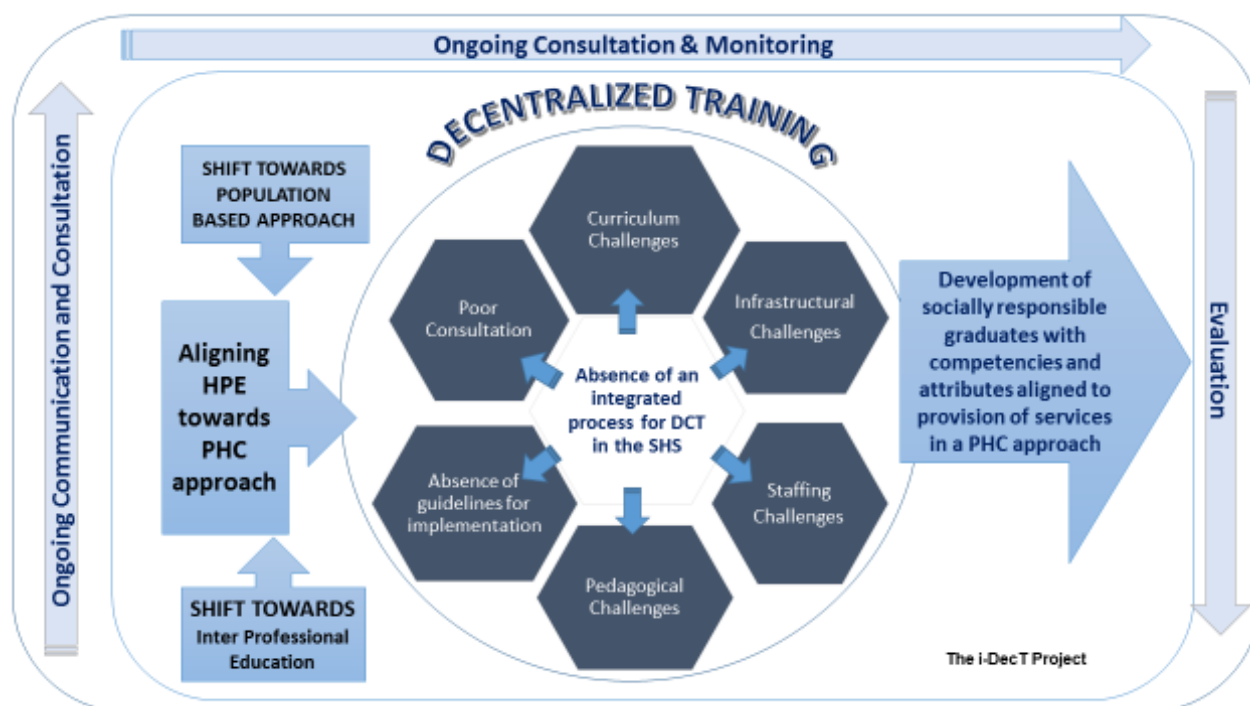 Ongoing Consultation & Monitoring
Ongoing Communication and Consultation
DECENTRALIZED TRAINING
SHIFT TOWARDS
POPULATION
BASED APPROACH
Aligning
HPE
towards
PHC
approach
SHIFT TOWARDS
Inter Professional
Education
Curriculum
Challenges
Poor
Consultation
Infrastructural
Challenges
Absence of an
integrated
process for DCT
in the SHS
Absence of
guidelines for
implementation
Staffing
Challenges
Pedagogical
Challenges
Development of
socially responsible
graduates with
competencies and
attributes aligned to
provision of services
in a PHC approach
Evaluation
The i-DecT Project